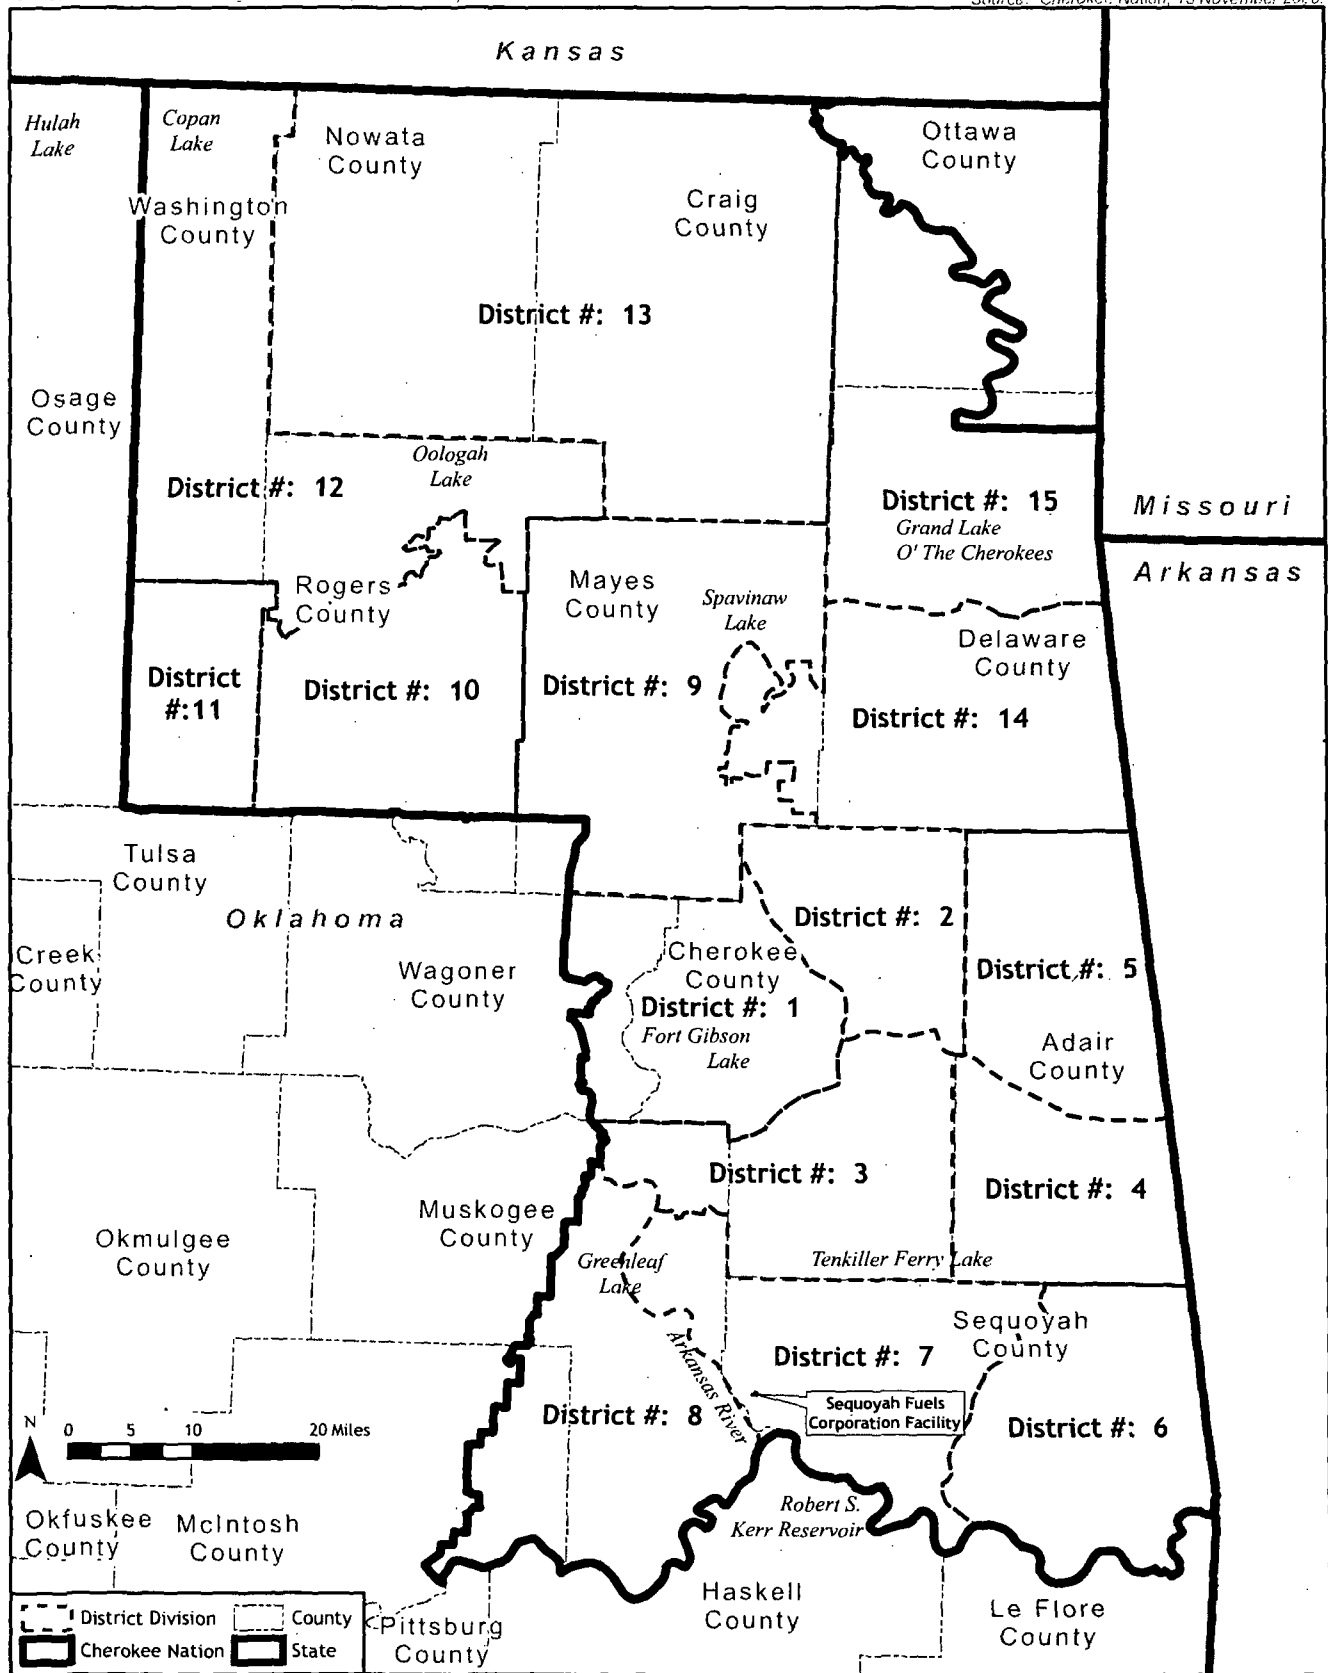 Source: Cherokee Nation, 13 November
Kansas
Hulah
Lake
Copan
Lake
Nowata
County
Ottawa
County
Washington
County
Craig
County
District #: 13
Osage
County
Oologah
Lake
District #: 12
District #: 15
Grand Lake
O' The Cherokees
Missouri
Arkansas
Rogers
County
Mayes
County
Spavinaw
Lake
Delaware
County
District
#:11
District #: 10
District #: 9
District #: 14
Tulsa
County
Oklahoma
District #: 2
Creek
County
Wagoner
County
Cherokee
County
District #: 1
Fort Gibson
Lake
District #: 5
Adair
County
District #: 3
District #: 4
Muskogee
County
Okmulgee
County
Greenleaf
Lake
Tenkiller Ferry Lake
Sequoyah
County
Arkansas River
District #: 7
Sequoyah Fuels
Corporation Facility
District #: 8
District #: 6
N
0 5 10 20 Miles
Robert S.
Kerr Reservoir
Okfuskee
County
McIntosh
County
Haskell
County
Le Flore
County
Pittsburg
County
District Division
County
Cherokee Nation
State